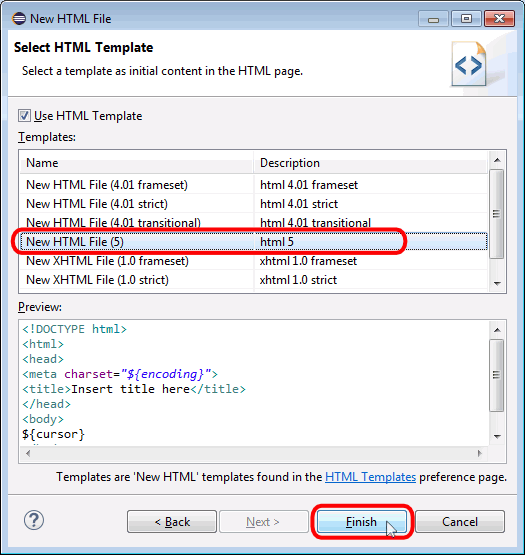 New HTML File
Select HTML Template
Select a template as initial content in the HTML page.
Use HTML Template
Templates:
Name Description
New HTML File (4.01 frameset) html 4.01 frameset
New HTML File (4.01 strict) html 4.01 strict
New HTML File (4.01 transitional) html 4.01 transitional
New HTML File (5) html 5
New XHTML File (1.0 frameset) xhtml 1.0 frameset
New XHTML File (1.0 strict) xhtml 1.0 strict
Preview:
<!DOCTYPE html>
<html>
<head>
<meta charset="${encoding}">
<title>Insert title here</title>
</head>
<body>
${cursor}
Templates are 'New HTML' templates found in the HTML Templates preference page.
< Back Next > Finish Cancel